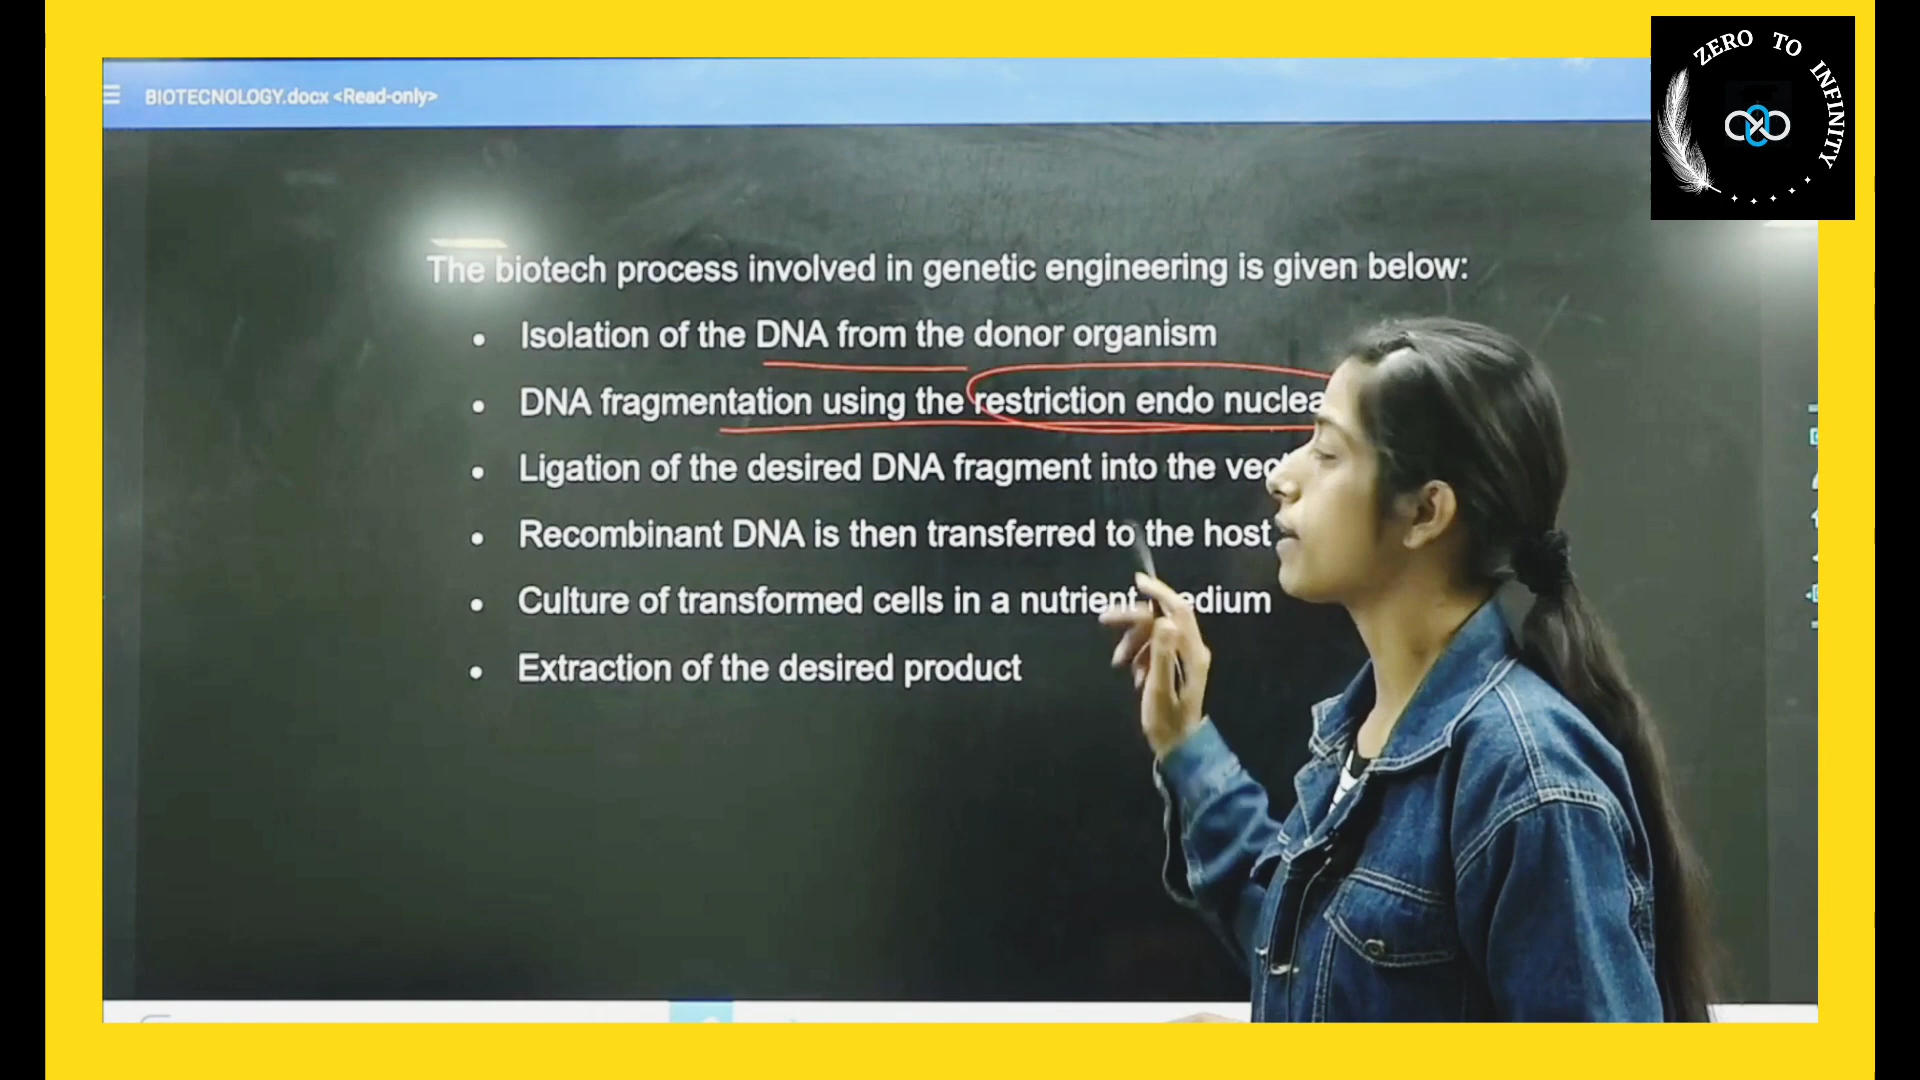 ZERO TO INFINITY
BIOTECNOLOGY.docx <Read-only>
The biotech process involved in genetic engineering is given below:
• Isolation of the DNA from the donor organism
• DNA fragmentation using the restriction endo
• Ligation of the desired DNA fragment into the
• Recombinant DNA is then transferred to the host
• Culture of transformed cells in a nutrient
• Extraction of the desired product